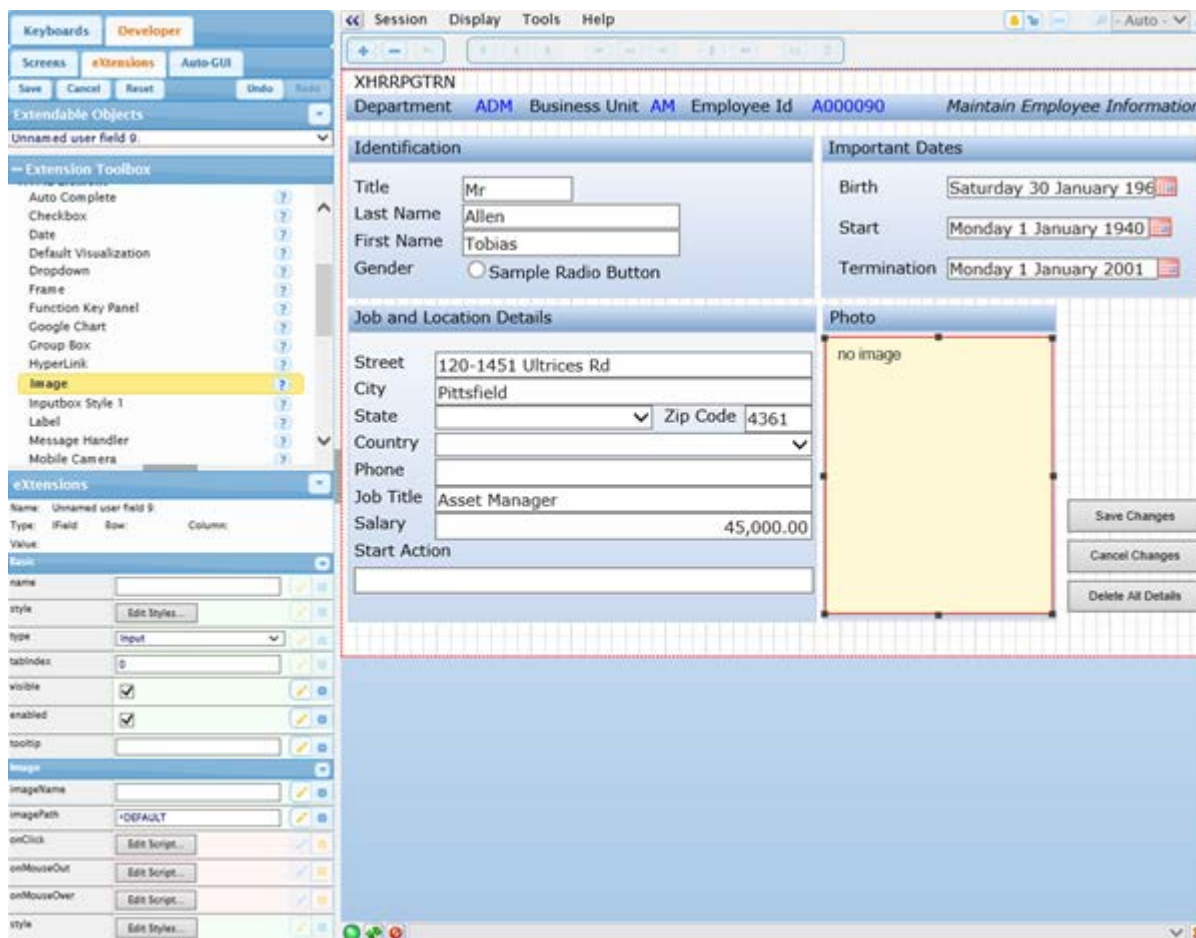 Keyboards Developer
Screens eXtensions Auto-GUI
Save Cancel Reset Undo Redo
Extendable Objects
Unnamed user field 9.
Extension Toolbox
Auto Complete ?
Checkbox ?
Date ?
Default Visualization ?
Dropdown ?
Frame ?
Function Key Panel ?
Google Chart ?
Group Box ?
HyperLink ?
Image ?
Inputbox Style 1 ?
Label ?
Message Handler ?
Mobile Camera ?
eXtensions
Name: Unnamed user field 9.
Type: IField Row: Column:
Value:
Basic
name
style Edit Styles...
type Input
tabIndex 0
visible
enabled
tooltip
Image
imageName
imagePath *DEFAULT
onClick Edit Script...
onMouseOut Edit Script...
onMouseOver Edit Script...
style Edit Styles...
Session Display Tools Help - Auto -
XHRRPGTRN
Department ADM Business Unit AM Employee Id A000090 Maintain Employee Information
Identification
Title Mr
Last Name Allen
First Name Tobias
Gender Sample Radio Button
Important Dates
Birth Saturday 30 January 196
Start Monday 1 January 1940
Termination Monday 1 January 2001
Job and Location Details
Street 120-1451 Ultrices Rd
City Pittsfield
State Zip Code 4361
Country
Phone
Job Title Asset Manager
Salary 45,000.00
Start Action
Photo
no image
Save Changes
Cancel Changes
Delete All Details